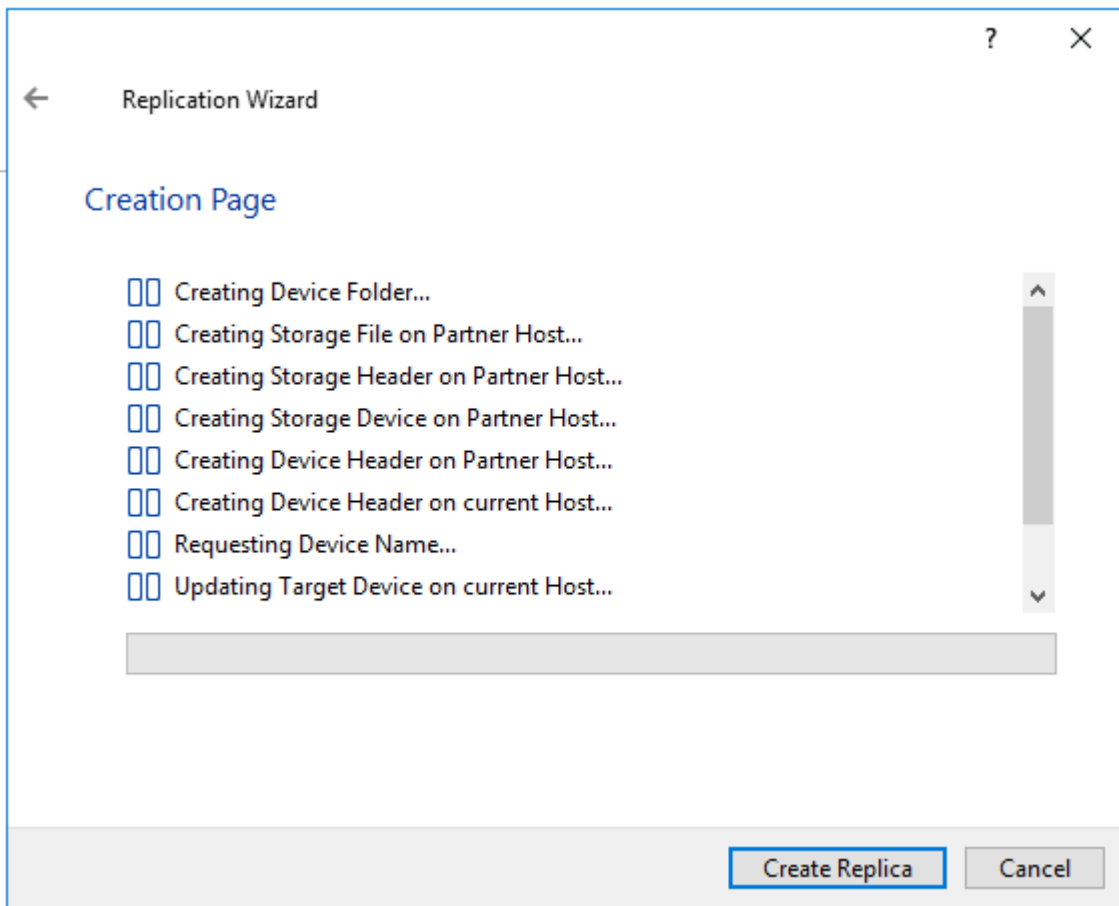 ?
Replication Wizard
Creation Page
Creating Device Folder...
Creating Storage File on Partner Host...
Creating Storage Header on Partner Host...
Creating Storage Device on Partner Host...
Creating Device Header on Partner Host...
Creating Device Header on current Host...
Requesting Device Name...
Updating Target Device on current Host...
Create Replica Cancel